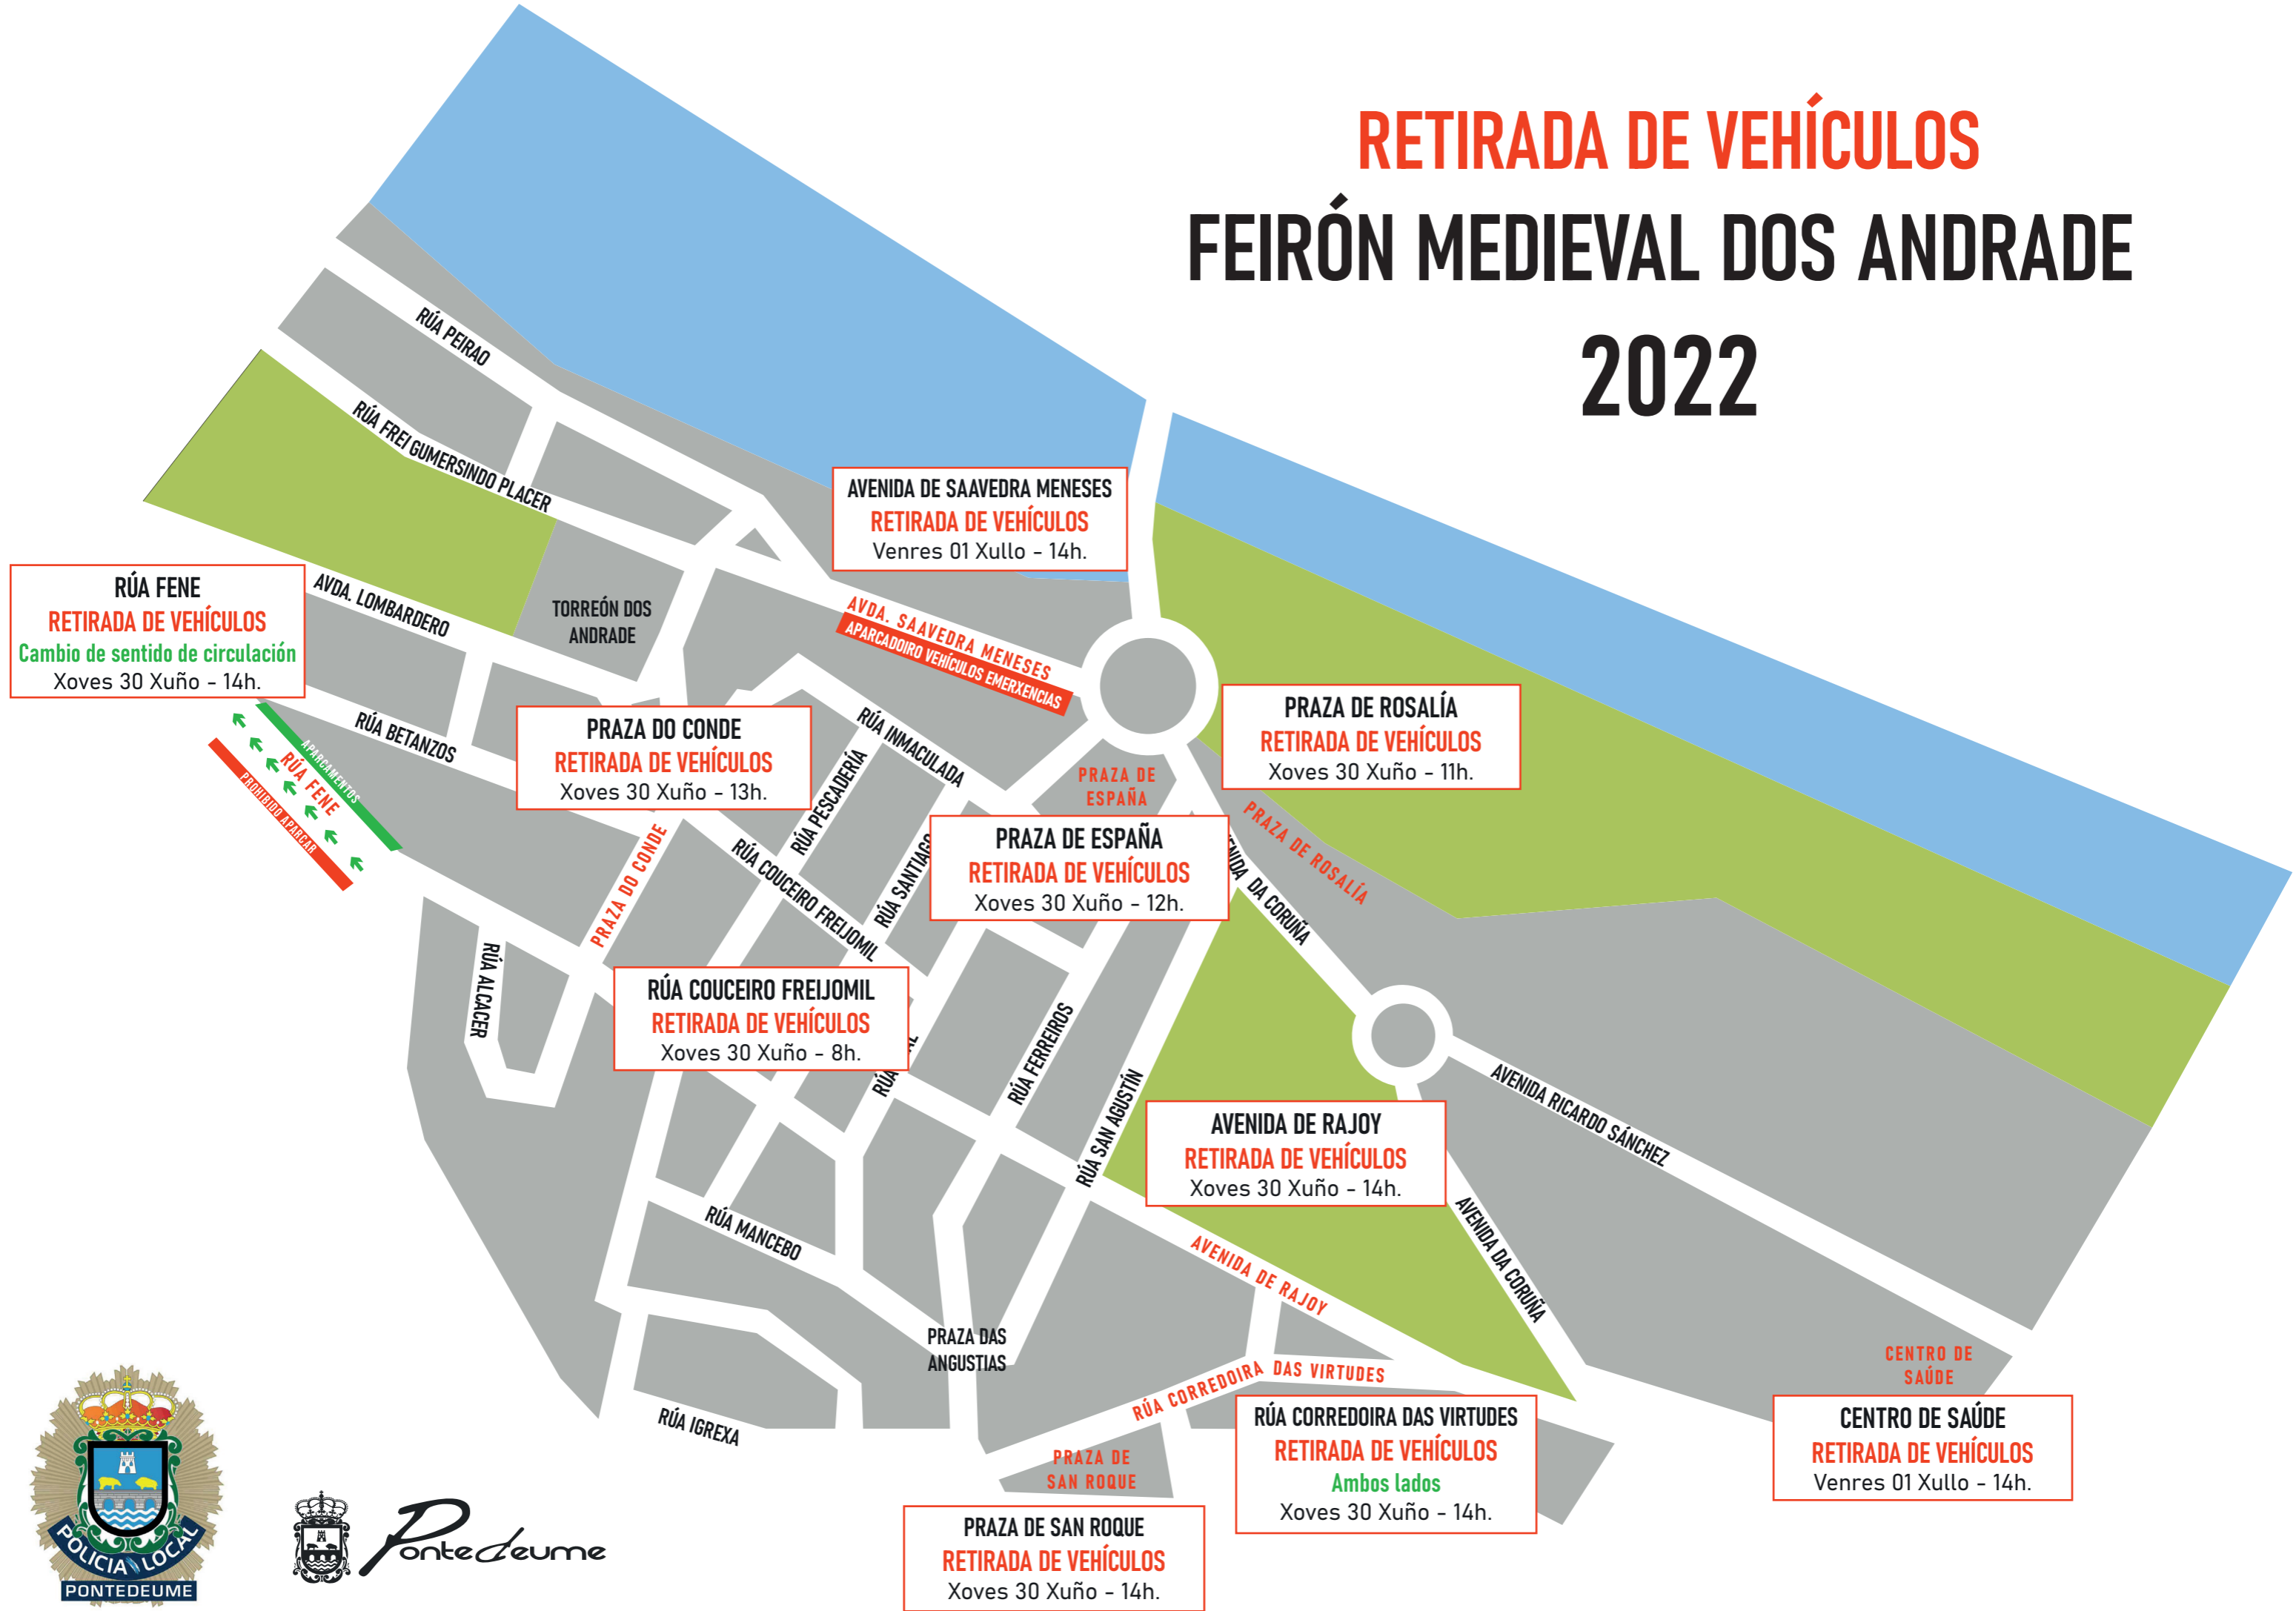 RETIRADA DE VEHÍCULOS
FEIRÓN MEDIEVAL DOS ANDRADE
2022
RÚA PEIRAO
RÚA FREI GUMERSINDO PLACER
AVENIDA DE SAAVEDRA MENESES
RETIRADA DE VEHÍCULOS
Venres 01 Xullo - 14h.
RÚA FENE
RETIRADA DE VEHÍCULOS
Cambio de sentido de circulación
Xoves 30 Xuño - 14h.
AVDA. LOMBARDERO
TORREÓN DOS
ANDRADE
AVDA. SAAVEDRA MENESES
APARCADOIRO VEHÍCULOS EMERXENCIAS
RÚA BETANZOS
APARCAMENTOS
RÚA FENE
PROHIBIDO APARCAR
PRAZA DO CONDE
RETIRADA DE VEHÍCULOS
Xoves 30 Xuño - 13h.
RÚA INMACULADA
RÚA PESCADERÍA
PRAZA DE
ESPAÑA
PRAZA DE ROSALÍA
RETIRADA DE VEHÍCULOS
Xoves 30 Xuño - 11h.
PRAZA DE ROSALÍA
PRAZA DO CONDE
RÚA COUCEIRO FREIJOMIL
RÚA SANTIAGO
PRAZA DE ESPAÑA
RETIRADA DE VEHÍCULOS
Xoves 30 Xuño - 12h.
DA CORUÑA
RÚA ALCACER
RÚA COUCEIRO FREIJOMIL
RETIRADA DE VEHÍCULOS
Xoves 30 Xuño - 8h.
RÚA
RÚA FERREIROS
RÚA SAN AGUSTÍN
AVENIDA RICARDO SÁNCHEZ
AVENIDA DE RAJOY
RETIRADA DE VEHÍCULOS
Xoves 30 Xuño - 14h.
AVENIDA DA CORUÑA
RÚA MANCEBO
AVENIDA DE RAJOY
PRAZA DAS
ANGUSTIAS
RÚA CORREDOIRA DAS VIRTUDES
CENTRO DE
SAÚDE
RÚA IGREXA
RÚA CORREDOIRA DAS VIRTUDES
RETIRADA DE VEHÍCULOS
Ambos lados
Xoves 30 Xuño - 14h.
CENTRO DE SAÚDE
RETIRADA DE VEHÍCULOS
Venres 01 Xullo - 14h.
PRAZA DE
SAN ROQUE
PRAZA DE SAN ROQUE
RETIRADA DE VEHÍCULOS
Xoves 30 Xuño - 14h.
POLICIA LOCAL
PONTEDEUME
Pontedeume